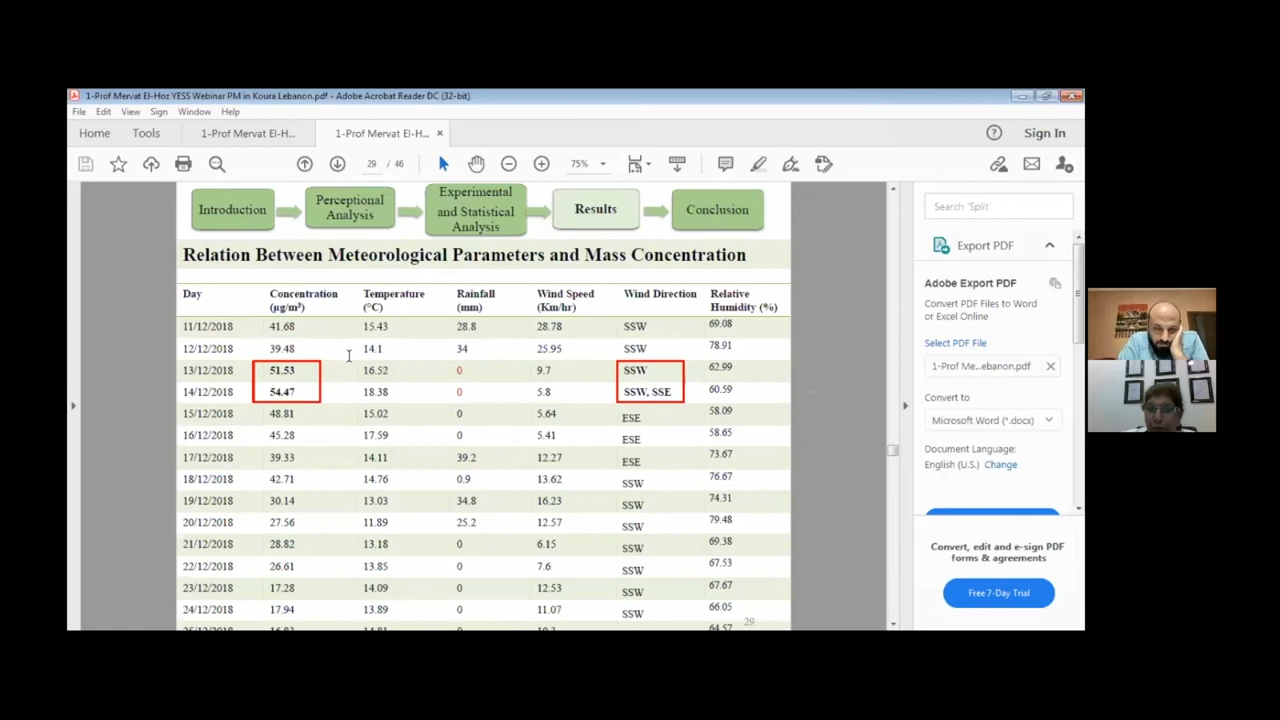 1-Prof Mervat El-Hoz YESS Webinar PM in Koura Lebanon.pdf - Adobe Acrobat Reader DC (32-bit)
File Edit View Sign Window Help
Home Tools 1-Prof Mervat El-H... 1-Prof Mervat El-H... × Sign In
29 / 46 75%
Introduction
Perceptional
Analysis
Experimental
and Statistical
Analysis
Results
Conclusion
Relation Between Meteorological Parameters and Mass Concentration
Day Concentration (µg/m³) Temperature (°C) Rainfall (mm) Wind Speed (Km/hr) Wind Direction Relative Humidity (%)
11/12/2018 41.68 15.43 28.8 28.78 SSW 69.08
12/12/2018 39.48 14.1 34 25.95 SSW 78.91
13/12/2018 51.53 16.52 0 9.7 SSW 62.99
14/12/2018 54.47 18.38 0 5.8 SSW, SSE 60.59
15/12/2018 48.81 15.02 0 5.64 ESE 58.09
16/12/2018 45.28 17.59 0 5.41 ESE 58.65
17/12/2018 39.33 14.11 39.2 12.27 ESE 73.67
18/12/2018 42.71 14.76 0.9 13.62 SSW 76.67
19/12/2018 30.14 13.03 34.8 16.23 SSW 74.31
20/12/2018 27.56 11.89 25.2 12.57 SSW 79.48
21/12/2018 28.82 13.18 0 6.15 SSW 69.38
22/12/2018 26.61 13.85 0 7.6 SSW 67.53
23/12/2018 17.28 14.09 0 12.53 SSW 67.67
24/12/2018 17.94 13.89 0 11.07 SSW 66.05
29
Search 'Split'
Export PDF
Adobe Export PDF
Convert PDF Files to Word
or Excel Online
Select PDF File
1-Prof Me...ebanon.pdf
Convert to
Microsoft Word (*.docx)
Document Language:
English (U.S.) Change
Convert, edit and e-sign PDF
forms & agreements
Free 7-Day Trial